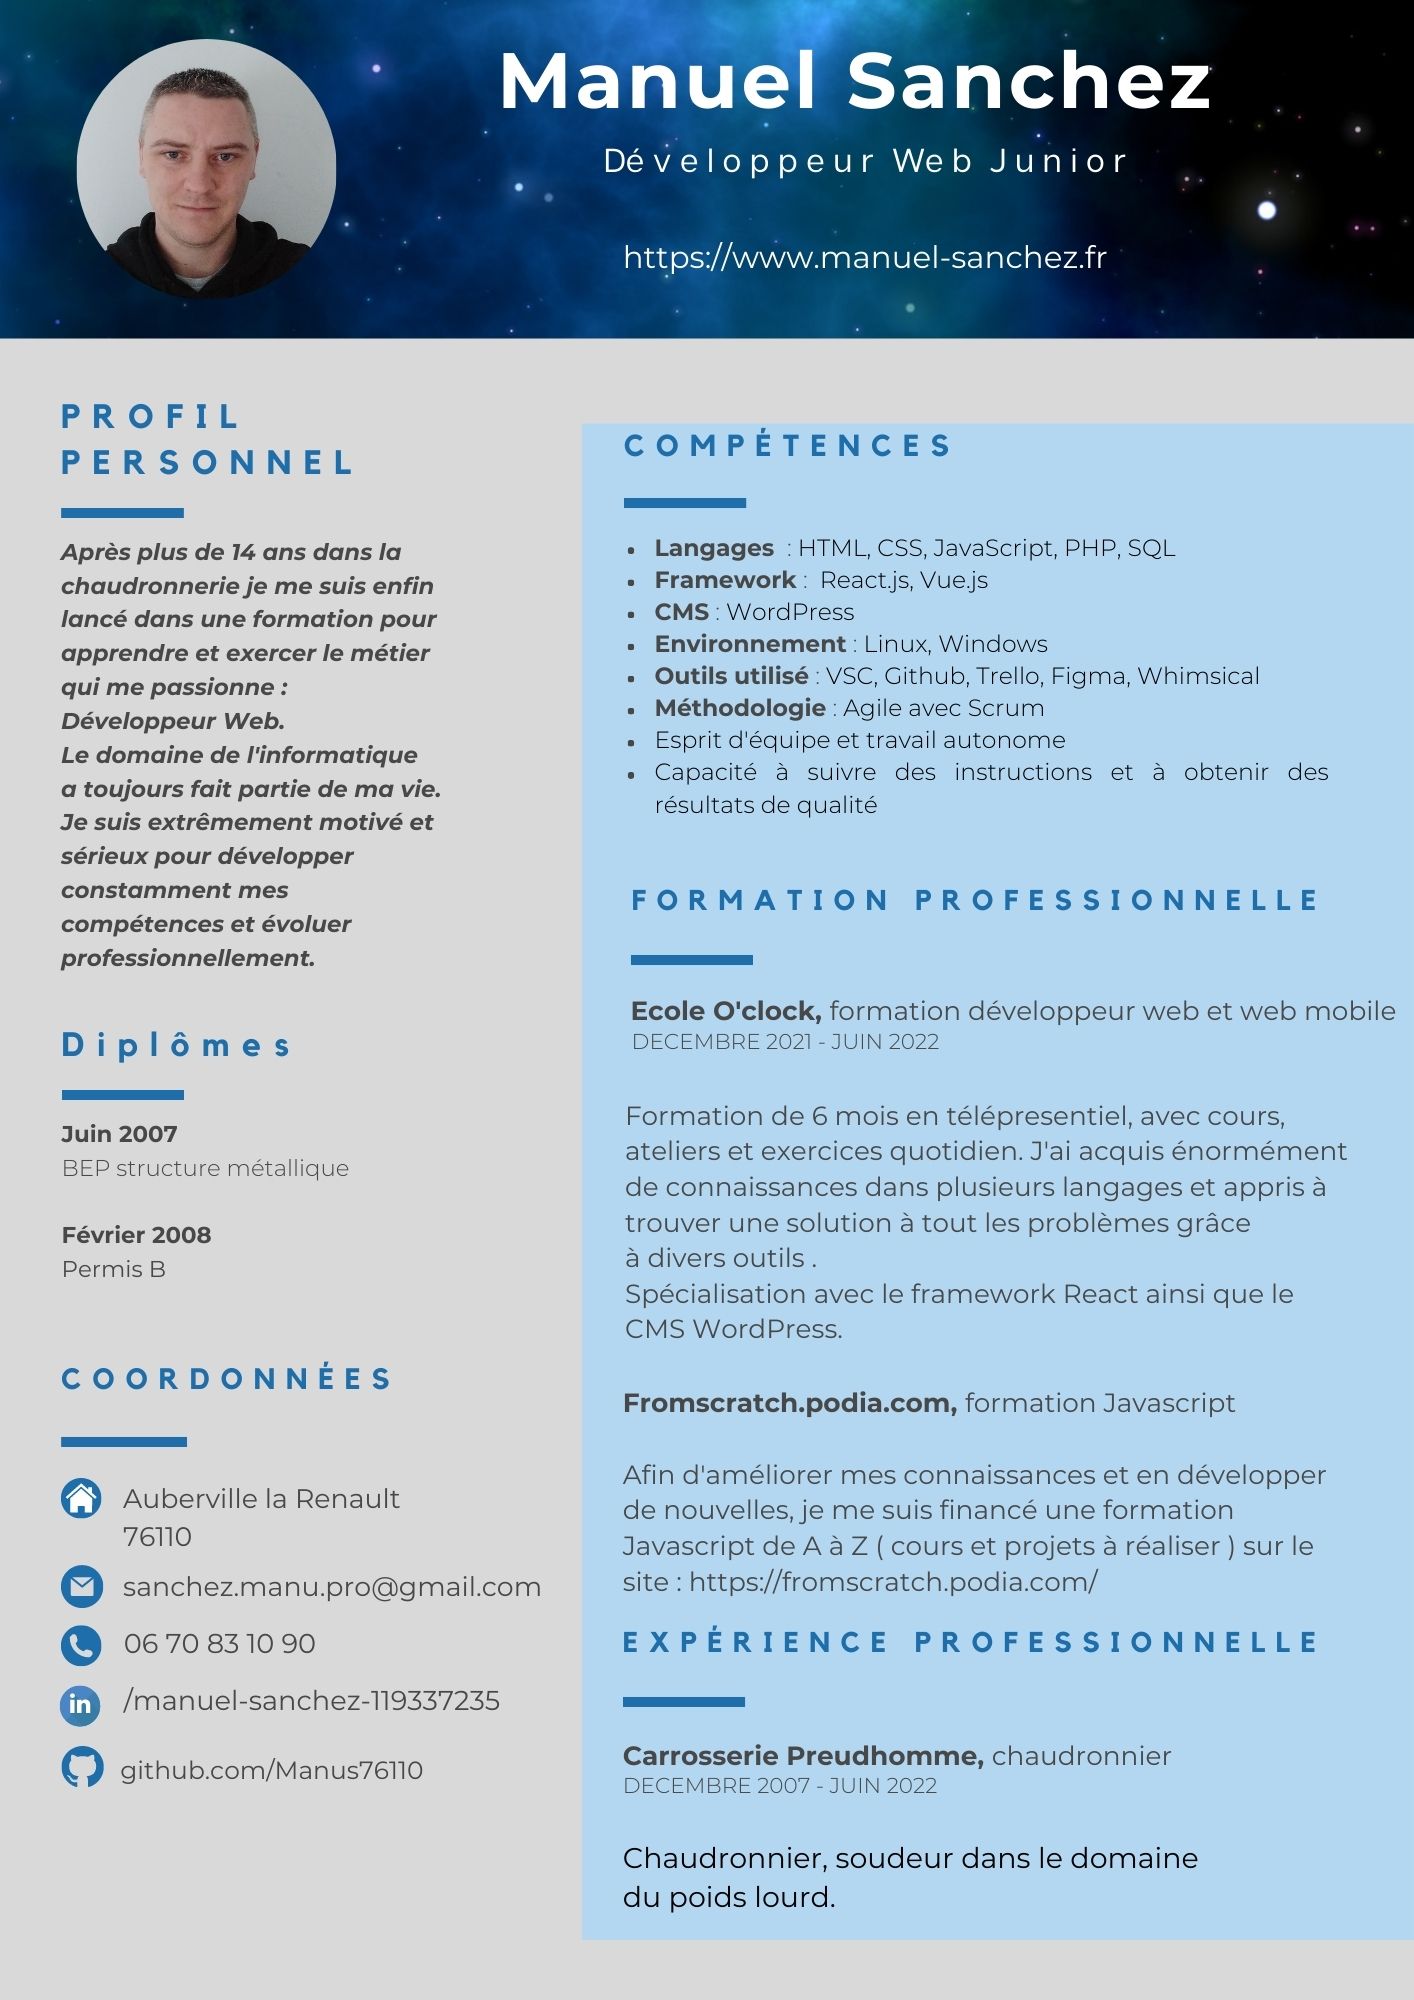 Manuel Sanchez
Développeur Web Junior
https://www.manuel-sanchez.fr
PROFIL
PERSONNEL
Après plus de 14 ans dans la
chaudronnerie je me suis enfin
lancé dans une formation pour
apprendre et exercer le métier
qui me passionne :
Développeur Web.
Le domaine de l'informatique
a toujours fait partie de ma vie.
Je suis extrêmement motivé et
sérieux pour développer
constamment mes
compétences et évoluer
professionnellement.
Diplômes
Juin 2007
BEP structure métallique
Février 2008
Permis B
COORDONNÉES
Auberville la Renault
76110
sanchez.manu.pro@gmail.com
06 70 83 10 90
in
/manuel-sanchez-119337235
github.com/Manus76110
COMPÉTENCES
Langages : HTML, CSS, JavaScript, PHP, SQL
Framework : React.js, Vue.js
CMS : WordPress
Environnement : Linux, Windows
Outils utilisé : VSC, Github, Trello, Figma, Whimsical
Méthodologie : Agile avec Scrum
Esprit d'équipe et travail autonome
Capacité à suivre des instructions et à obtenir des
résultats de qualité
FORMATION PROFESSIONNELLE
Ecole O'clock, formation développeur web et web mobile
DECEMBRE 2021 - JUIN 2022
Formation de 6 mois en télépresentiel, avec cours,
ateliers et exercices quotidien. J'ai acquis énormément
de connaissances dans plusieurs langages et appris à
trouver une solution à tout les problèmes grâce
à divers outils .
Spécialisation avec le framework React ainsi que le
CMS WordPress.
Fromscratch.podia.com, formation Javascript
Afin d'améliorer mes connaissances et en développer
de nouvelles, je me suis financé une formation
Javascript de A à Z ( cours et projets à réaliser ) sur le
site : https://fromscratch.podia.com/
EXPÉRIENCE PROFESSIONNELLE
Carrosserie Preudhomme, chaudronnier
DECEMBRE 2007 - JUIN 2022
Chaudronnier, soudeur dans le domaine
du poids lourd.